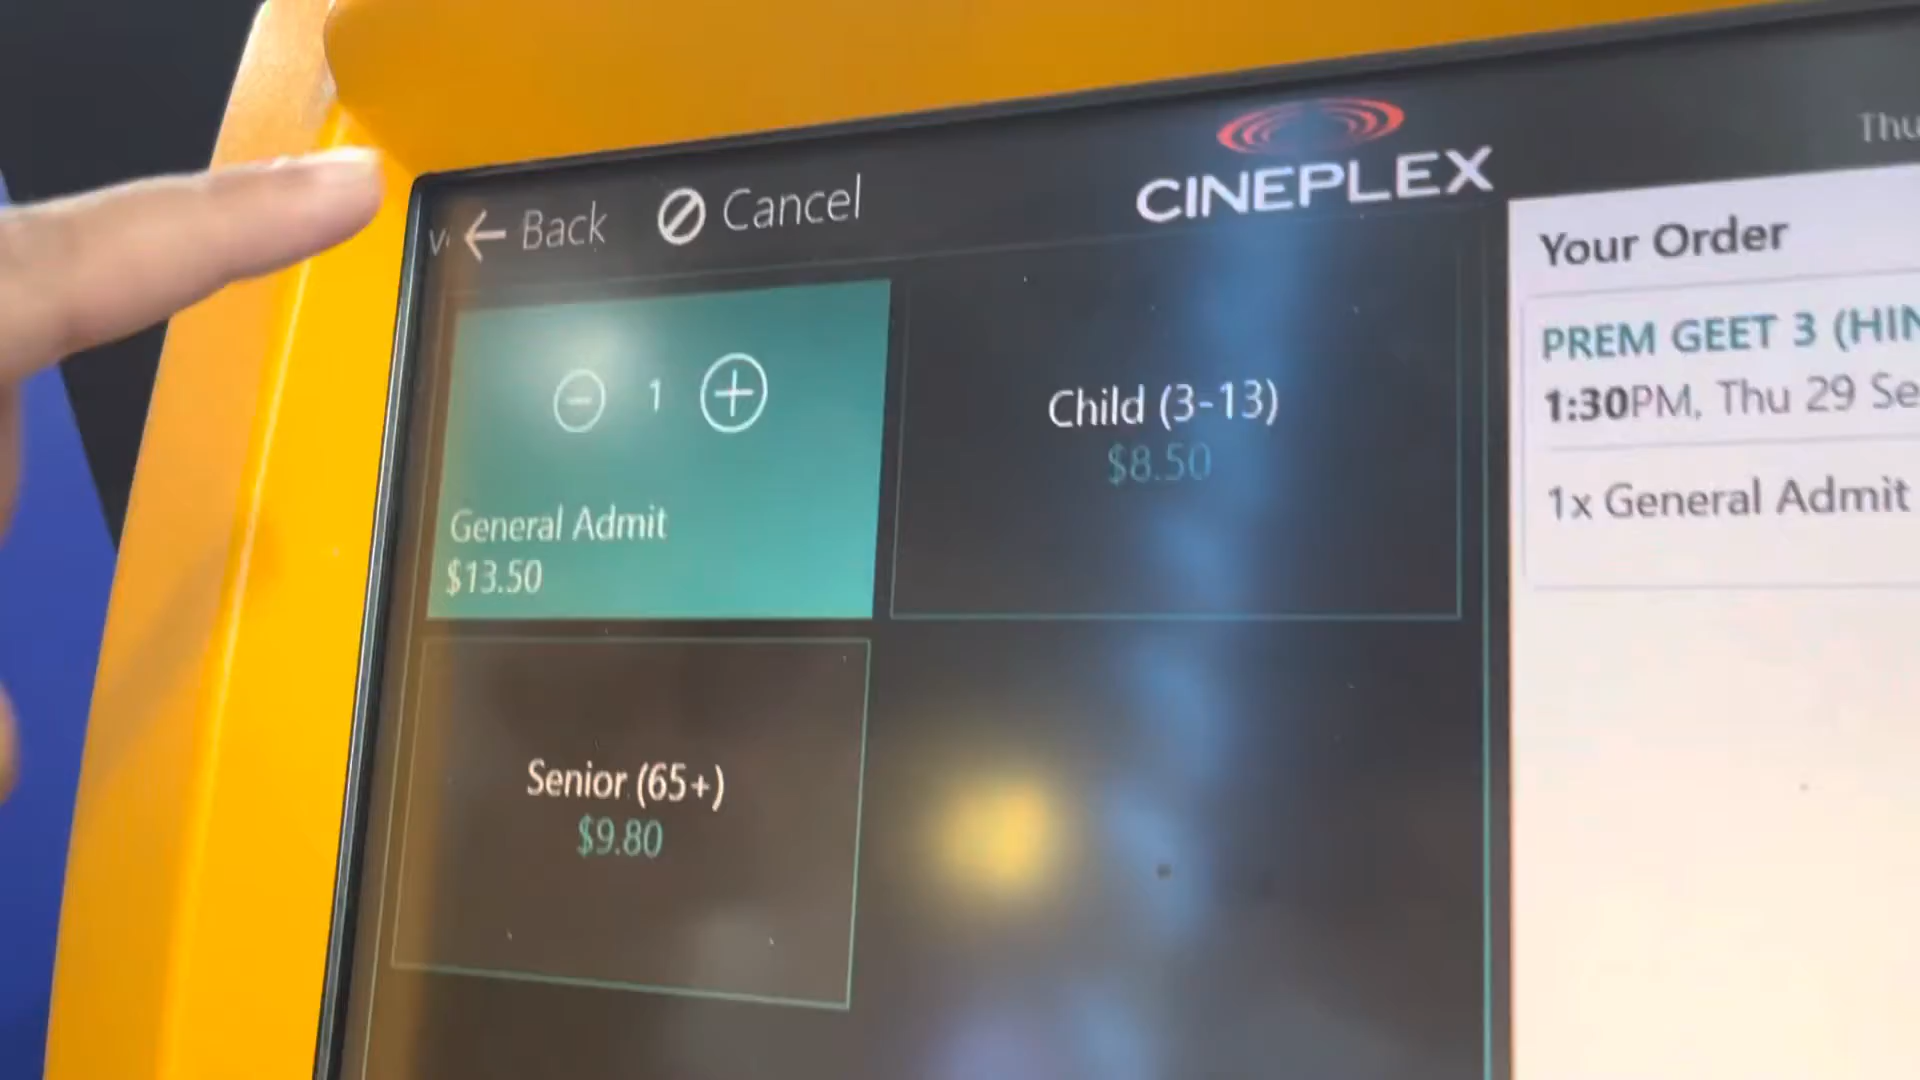 Back
Cancel
CINEPLEX
Thu
1
General Admit
$13.50
Child (3-13)
$8.50
Senior (65+)
$9.80
Your Order
PREM GEET 3 (HIN
1:30PM, Thu 29 Se
1x General Admit